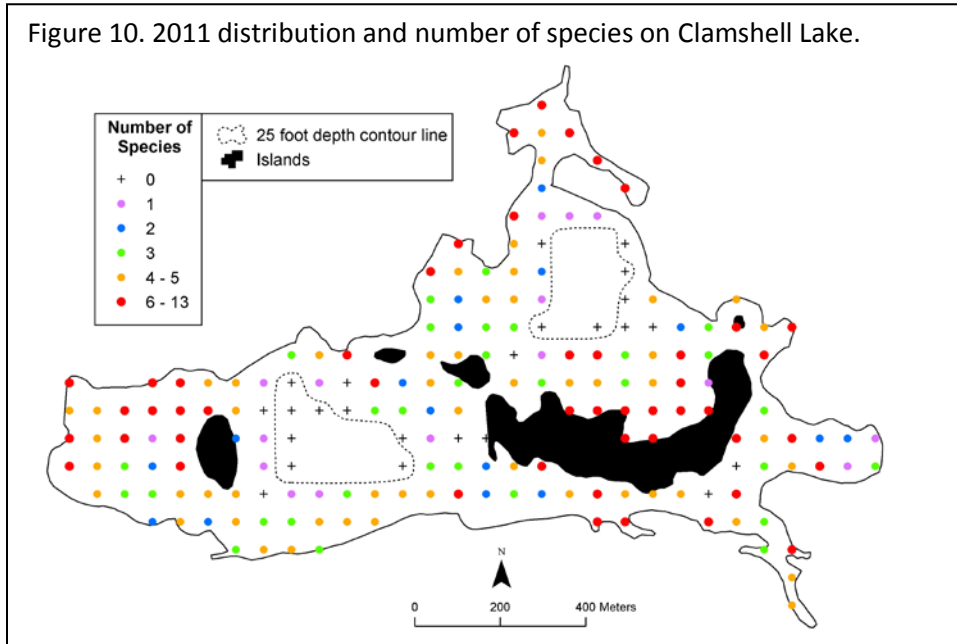 Figure 10. 2011 distribution and number of species on Clamshell Lake.
Number of
Species
0
1
2
3
4 - 5
6 - 13
25 foot depth contour line
Islands
N
0 200 400 Meters